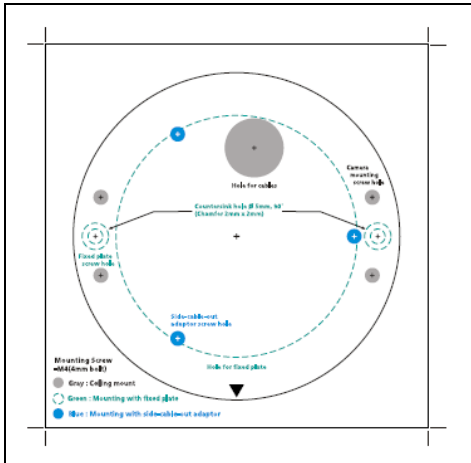 Hole for cables
Camera
mounting
screw hole
Countersink hole Ø 5mm, 90˚
(Chamfer 2mm x 2mm)
Fixed plate
screw hole
Side-cable-out
adaptor screw hole
Hole for fixed plate
Mounting Screw
=M4(4mm bolt)
Gray : Ceiling mount
Green : Mounting with fixed plate
Blue : Mounting with side-cable-out adaptor